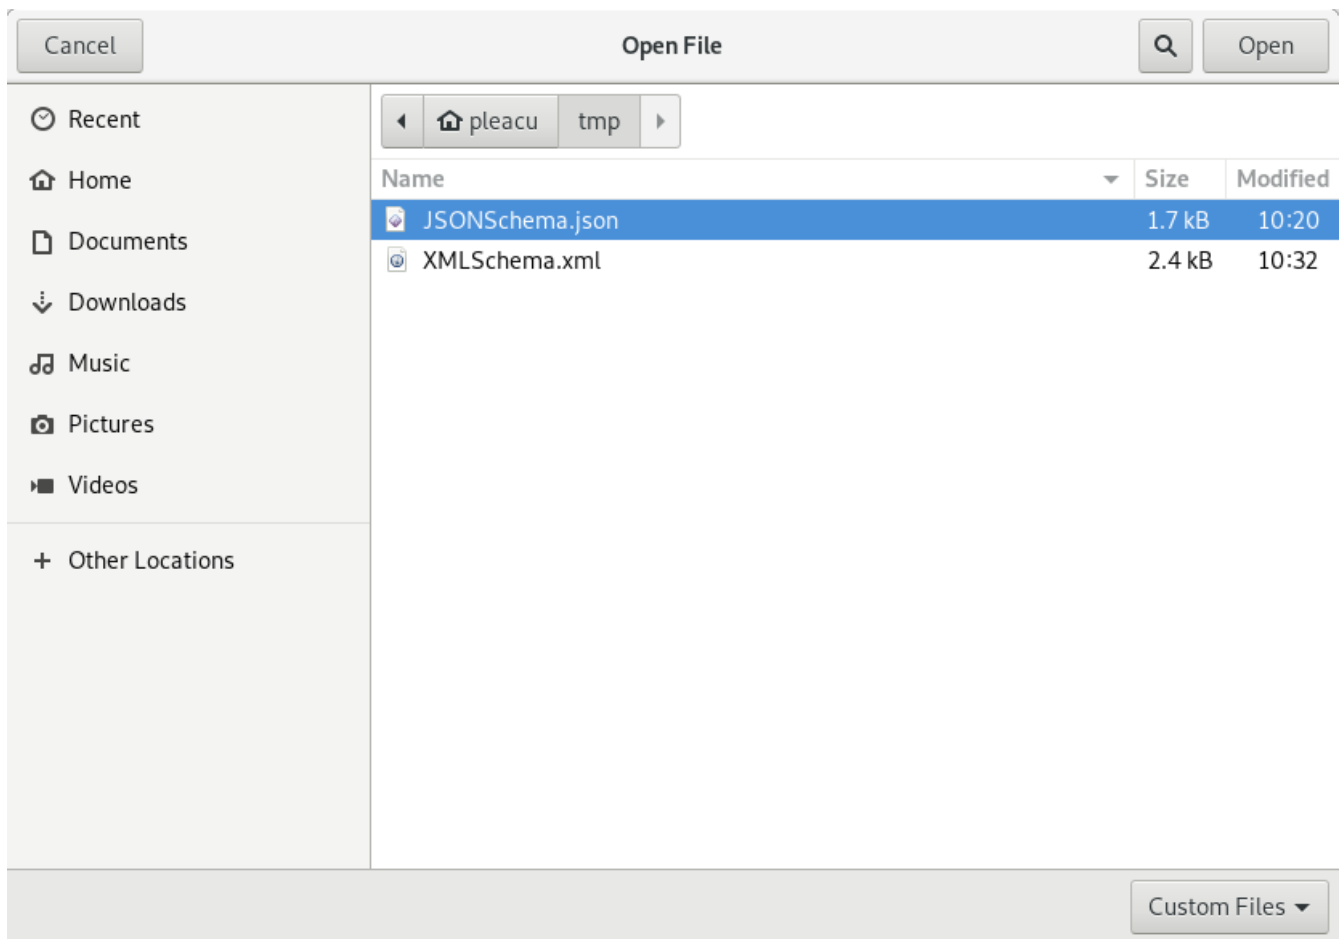 Cancel Open File Open
Recent
Home
Documents
Downloads
Music
Pictures
Videos
Other Locations
pleacu tmp
Name Size Modified
JSONSchema.json 1.7 kB 10:20
XMLSchema.xml 2.4 kB 10:32
Custom Files